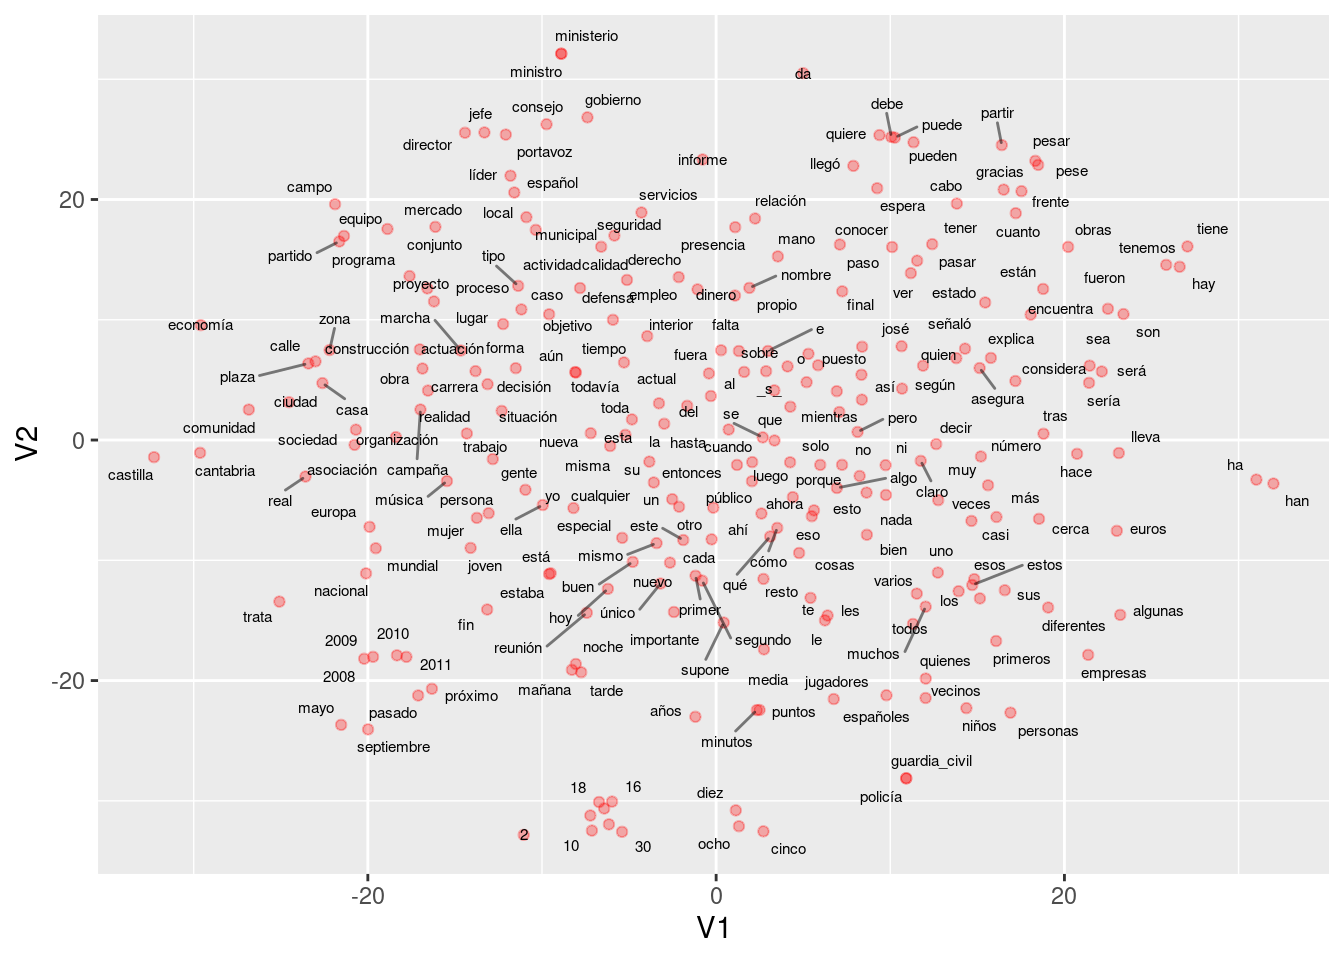 ministerio
ministro
da
gobierno
consejo
jefe
debe
partir
quiere
puede
director
portavoz
pueden
pesar
informe
llegó
líder
español
gracias
pese
campo
servicios
cabo
relación
espera
frente
mercado
local
equipo
seguridad
municipal
conocer
tener
cuanto
obras
tiene
conjunto
presencia
mano
tenemos
partido
programa
tipo
actividad
calidad
derecho
paso
pasar
están
nombre
fueron
hay
proyecto
proceso
caso
defensa
empleo
dinero
ver
estado
propio
final
encuentra
zona
marcha
lugar
economía
objetivo
interior
falta
e
josé
señaló
son
calle
construcción
actuación
forma
aún
tiempo
fuera
sobre
o
puesto
quien
explica
sea
plaza
considera
será
obra
carrera
decisión
todavía
actual
al
_s_
así
según
asegura
sería
ciudad
casa
realidad
situación
toda
del
se
que
mientras
pero
tras
comunidad
sociedad
organización
decir
lleva
nueva
esta
la
hasta
cuando
solo
no
ni
número
trabajo
ha
castilla
cantabria
asociación
campaña
gente
misma
su
entonces
luego
porque
algo
muy
hace
real
claro
han
música
persona
yo
cualquier
un
público
ahora
esto
más
veces
europa
mujer
ella
especial
este
otro
ahí
eso
nada
casi
cerca
euros
mundial
joven
está
mismo
cada
cómo
bien
uno
cosas
esos
estos
nacional
estaba
buen
nuevo
qué
resto
varios
los
sus
trata
fin
hoy
único
primer
te
les
todos
diferentes
algunas
2009
2010
reunión
noche
importante
segundo
le
muchos
quienes
primeros
2011
2008
supone
empresas
próximo
mañana
tarde
media
jugadores
vecinos
mayo
pasado
años
puntos
españoles
niños
personas
septiembre
minutos
guardia_civil
policía
18
16
diez
2
10
30
ocho
cinco
20
0
-20
V2
-20
0
20
V1